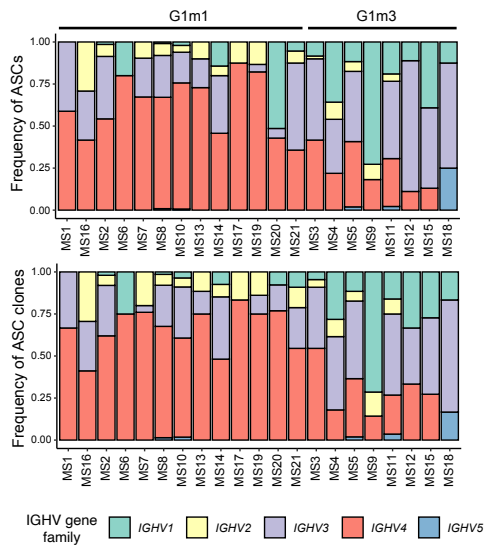 G1m1 G1m3
Frequency of ASCs
1.00
0.75
0.50
0.25
0.00
MS1 MS16 MS2 MS6 MS7 MS8 MS10 MS13 MS14 MS17 MS19 MS20 MS21 MS3 MS4 MS5 MS9 MS11 MS12 MS15 MS18
Frequency of ASC clones
1.00
0.75
0.50
0.25
0.00
MS1 MS16 MS2 MS6 MS7 MS8 MS10 MS13 MS14 MS17 MS19 MS20 MS21 MS3 MS4 MS5 MS9 MS11 MS12 MS15 MS18
IGHV gene
family
IGHV1 IGHV2 IGHV3 IGHV4 IGHV5